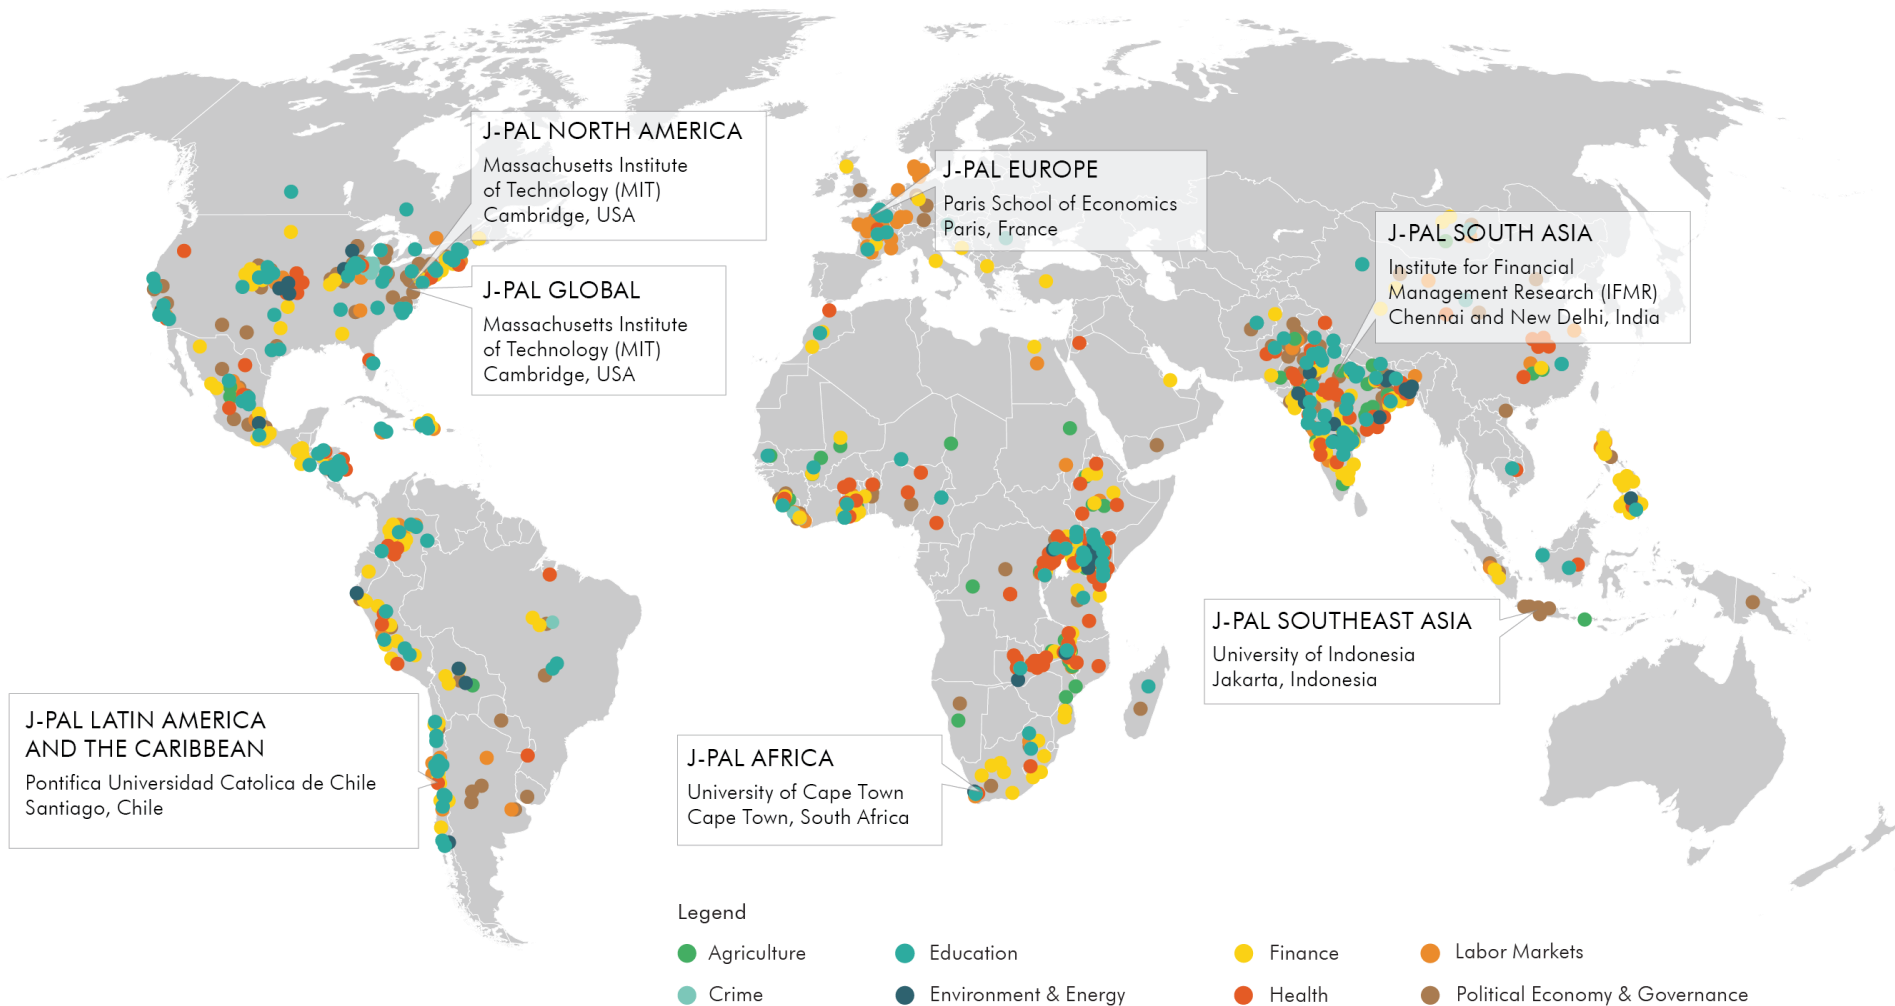 J-PAL NORTH AMERICA
Massachusetts Institute
of Technology (MIT)
Cambridge, USA
J-PAL GLOBAL
Massachusetts Institute
of Technology (MIT)
Cambridge, USA
J-PAL EUROPE
Paris School of Economics
Paris, France
J-PAL SOUTH ASIA
Institute for Financial
Management Research (IFMR)
Chennai and New Delhi, India
J-PAL SOUTHEAST ASIA
University of Indonesia
Jakarta, Indonesia
J-PAL LATIN AMERICA
AND THE CARIBBEAN
Pontifica Universidad Catolica de Chile
Santiago, Chile
J-PAL AFRICA
University of Cape Town
Cape Town, South Africa
Legend
Agriculture
Education
Finance
Labor Markets
Crime
Environment & Energy
Health
Political Economy & Governance